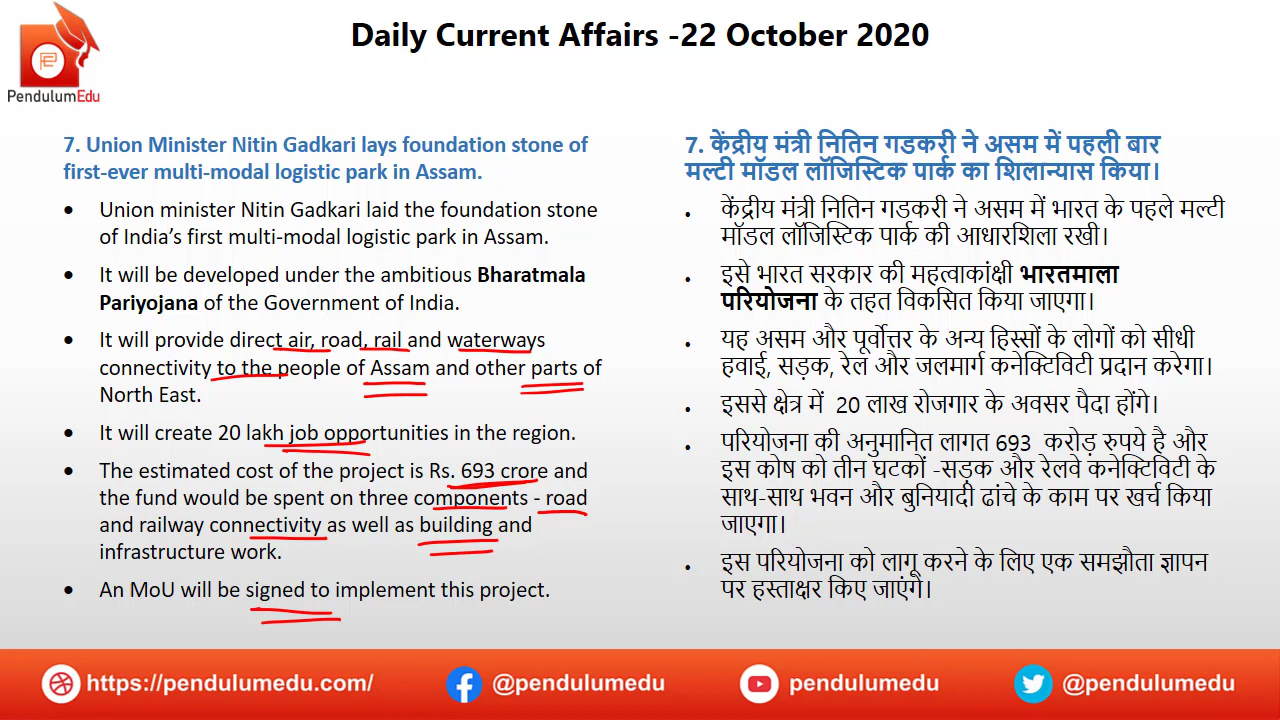 PendulumEdu
Daily Current Affairs -22 October 2020
7. Union Minister Nitin Gadkari lays foundation stone of
first-ever multi-modal logistic park in Assam.
• Union minister Nitin Gadkari laid the foundation stone
of India's first multi-modal logistic park in Assam.
• It will be developed under the ambitious Bharatmala
Pariyojana of the Government of India.
• It will provide direct air, road, rail and waterways
connectivity to the people of Assam and other parts of
North East.
• It will create 20 lakh job opportunities in the region.
• The estimated cost of the project is Rs. 693 crore and
the fund would be spent on three components - road
and railway connectivity as well as building and
infrastructure work.
• An MoU will be signed to implement this project.
7. केंद्रीय मंत्री नितिन गडकरी ने असम में पहली बार
मल्टी मॉडल लॉजिस्टिक पार्क का शिलान्यास किया।
• केंद्रीय मंत्री नितिन गडकरी ने असम में भारत के पहले मल्टी
मॉडल लॉजिस्टिक पार्क की आधारशिला रखी।
• इसे भारत सरकार की महत्वाकांक्षी भारतमाला
परियोजना के तहत विकसित किया जाएगा।
• यह असम और पूर्वोत्तर के अन्य हिस्सों के लोगों को सीधी
हवाई, सड़क, रेल और जलमार्ग कनेक्टिविटी प्रदान करेगा।
• इससे क्षेत्र में 20 लाख रोजगार के अवसर पैदा होंगे।
• परियोजना की अनुमानित लागत 693 करोड़ रुपये है और
इस कोष को तीन घटकों -सड़क और रेलवे कनेक्टिविटी के
साथ-साथ भवन और बुनियादी ढांचे के काम पर खर्च किया
जाएगा।
• इस परियोजना को लागू करने के लिए एक समझौता ज्ञापन
पर हस्ताक्षर किए जाएंगे।
https://pendulumedu.com/
@pendulumedu
pendulumedu
@pendulumedu